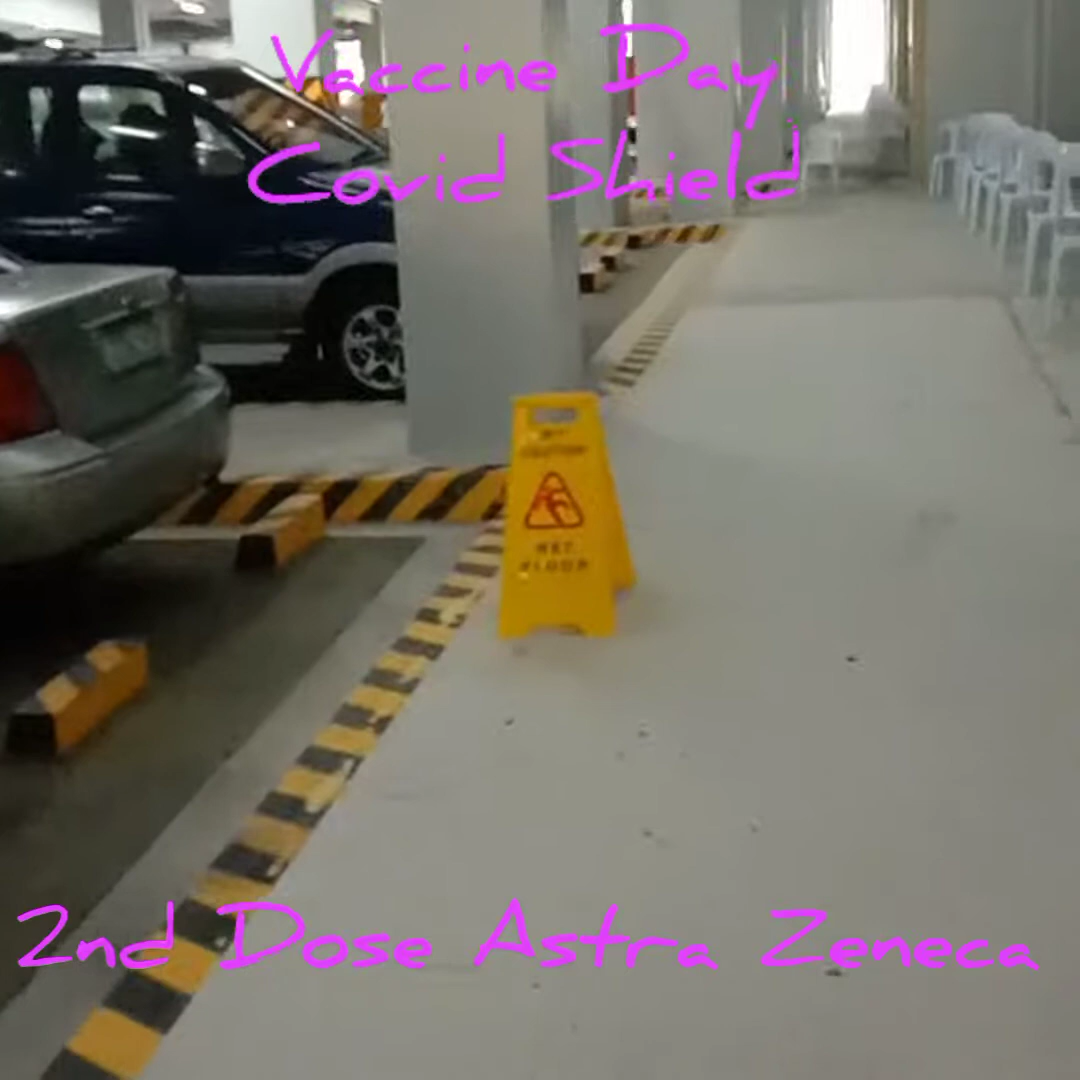 Vaccine Day
Covid Shield
CAUTION
WET
FLOOR
2nd Dose Astra Zeneca